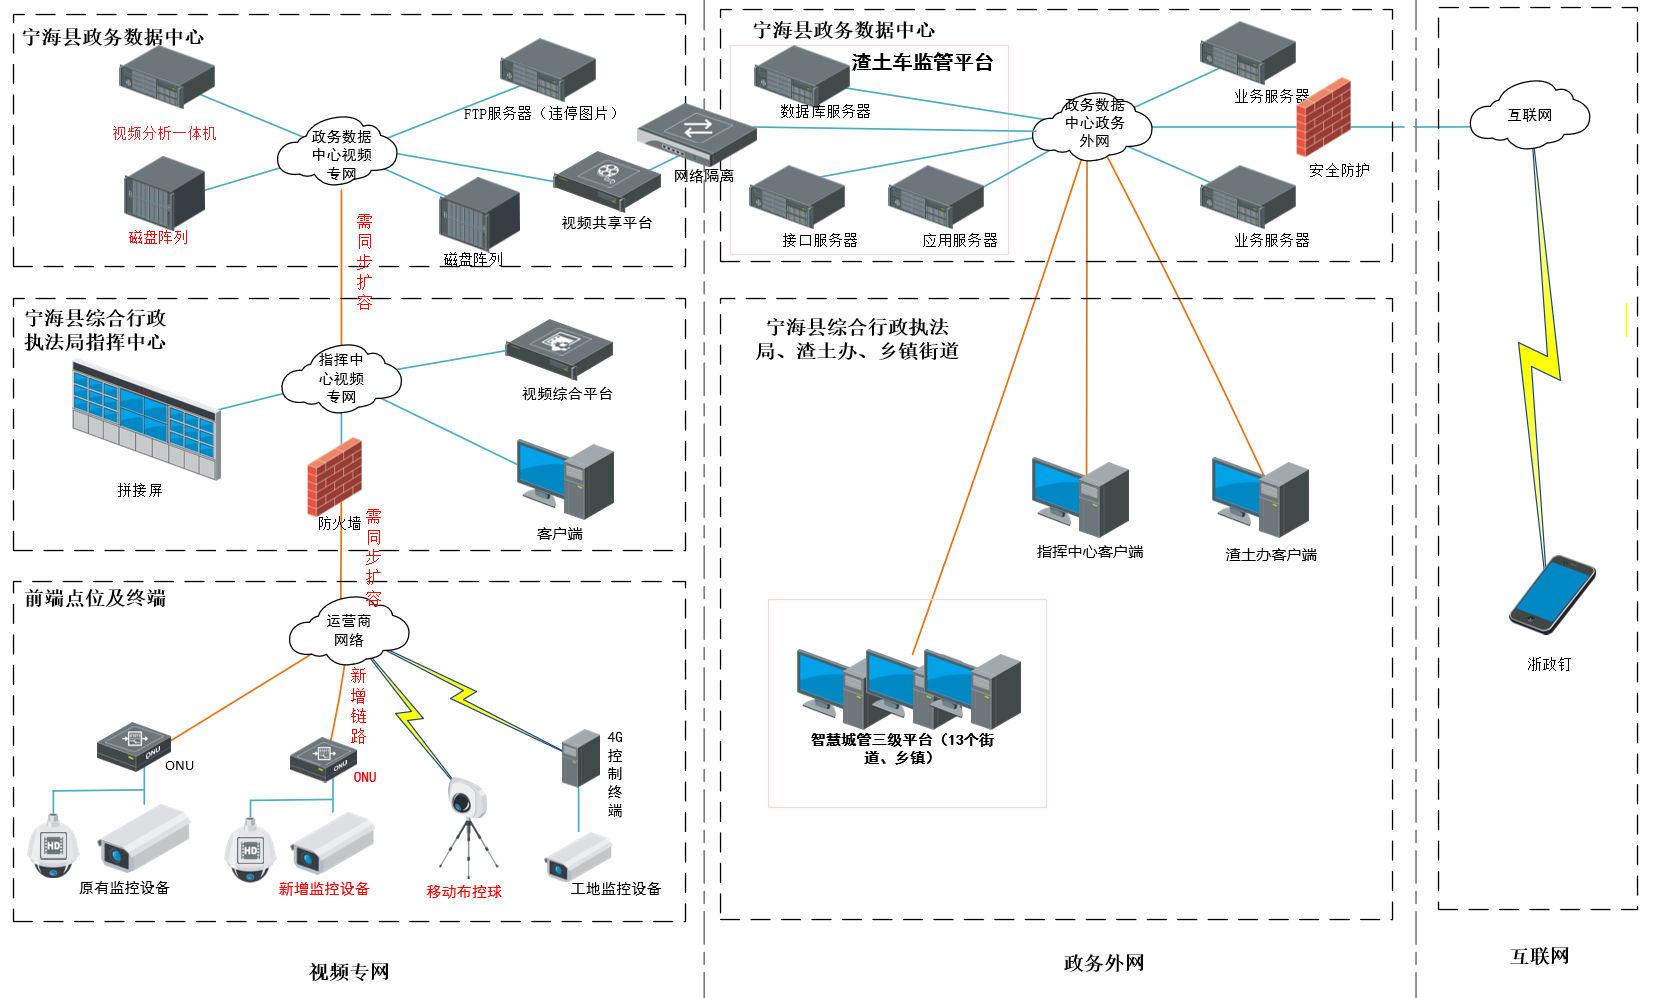 宁海县政务数据中心
视频分析一体机
磁盘阵列
政务数据
中心视频
专网
FTP服务器（违停图片）
视频共享平台
磁盘阵列
网络隔离
需
同
步
扩
容
宁海县综合行政
执法局指挥中心
拼接屏
指挥中
心视频
专网
视频综合平台
客户端
防火墙
需
同
步
扩
容
前端点位及终端
运营商
网络
新
增
链
路
ONU
ONU
ONU
ONU
HD
HD
4G
控
制
终
端
原有监控设备
新增监控设备
移动布控球
工地监控设备
视频专网
宁海县政务数据中心
渣土车监管平台
数据库服务器
接口服务器
应用服务器
政务数据
中心政务
外网
业务服务器
业务服务器
安全防护
宁海县综合行政执法
局、渣土办、乡镇街道
指挥中心客户端
渣土办客户端
智慧城管三级平台（13个街
道、乡镇）
政务外网
互联网
浙政钉
互联网